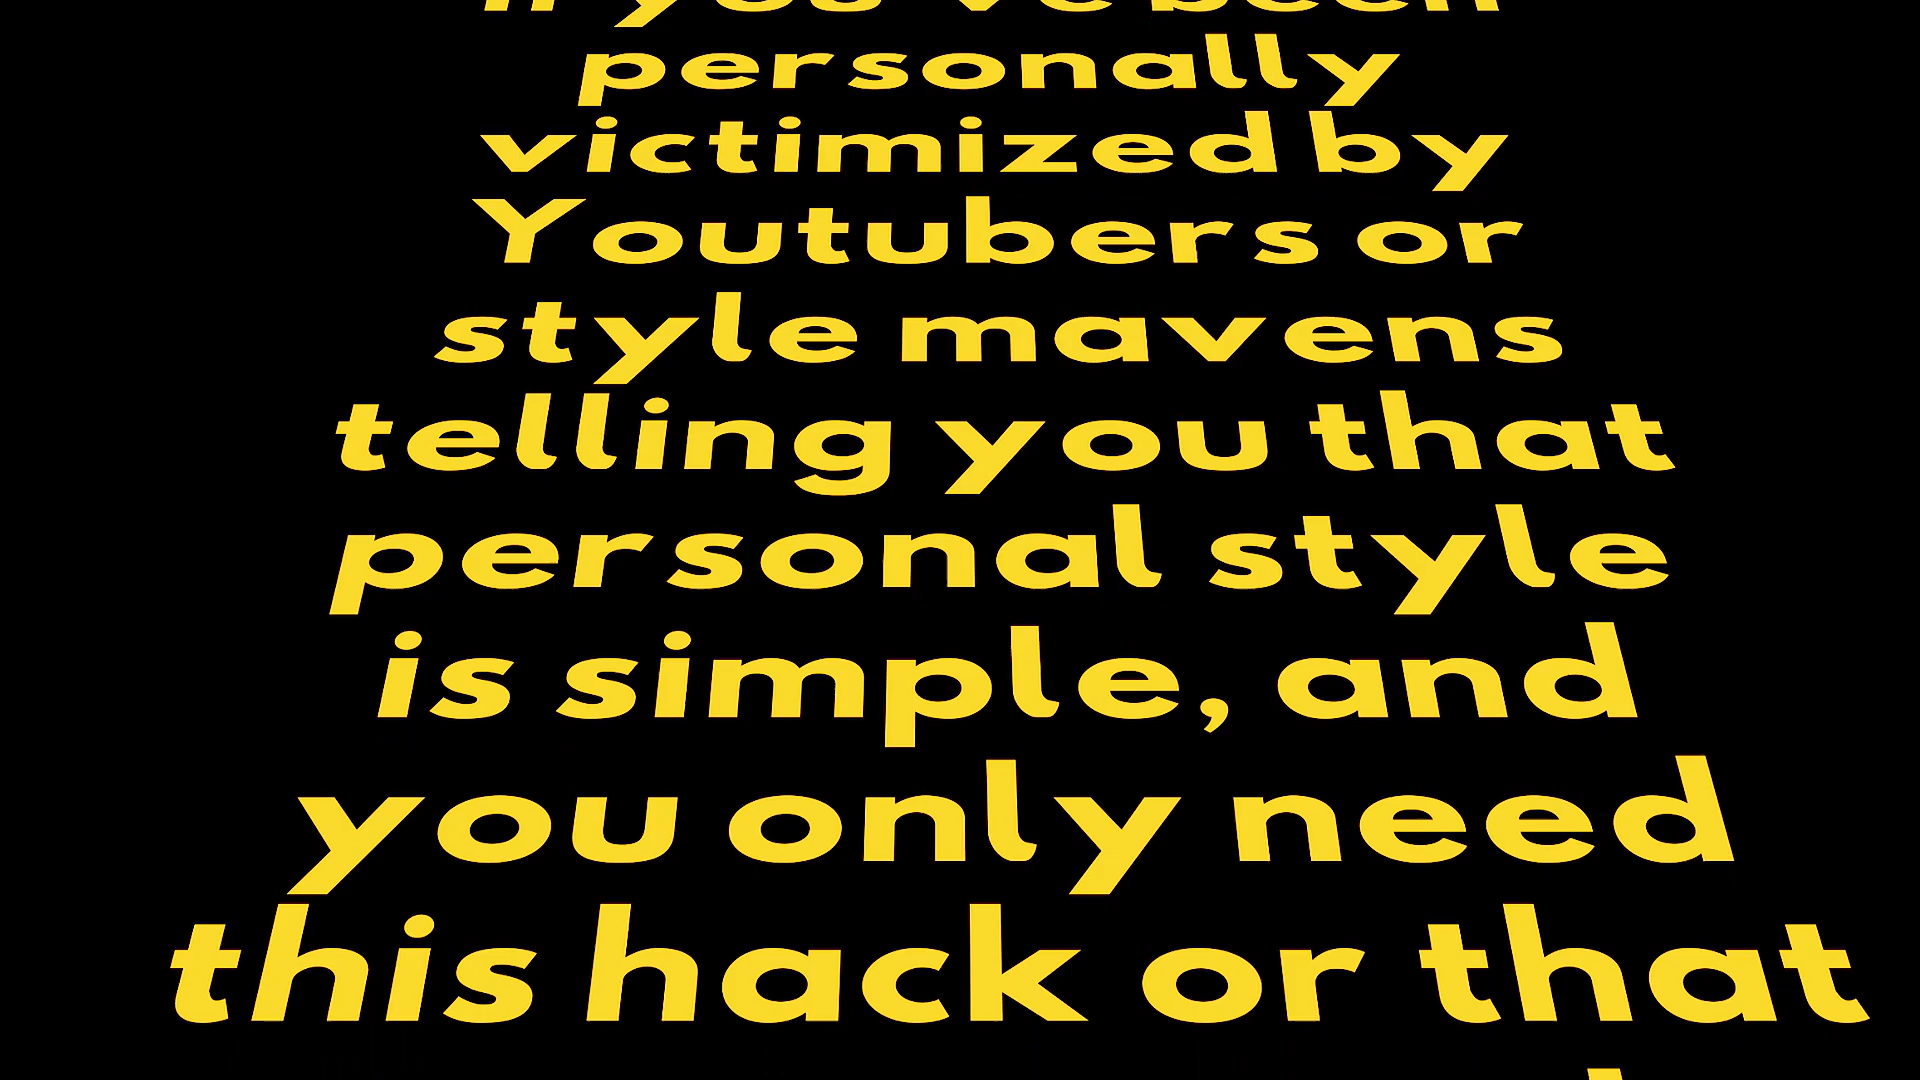 If you've been
personally
victimized by
Youtubers or
style mavens
telling you that
personal style
is simple, and
you only need
this hack or that